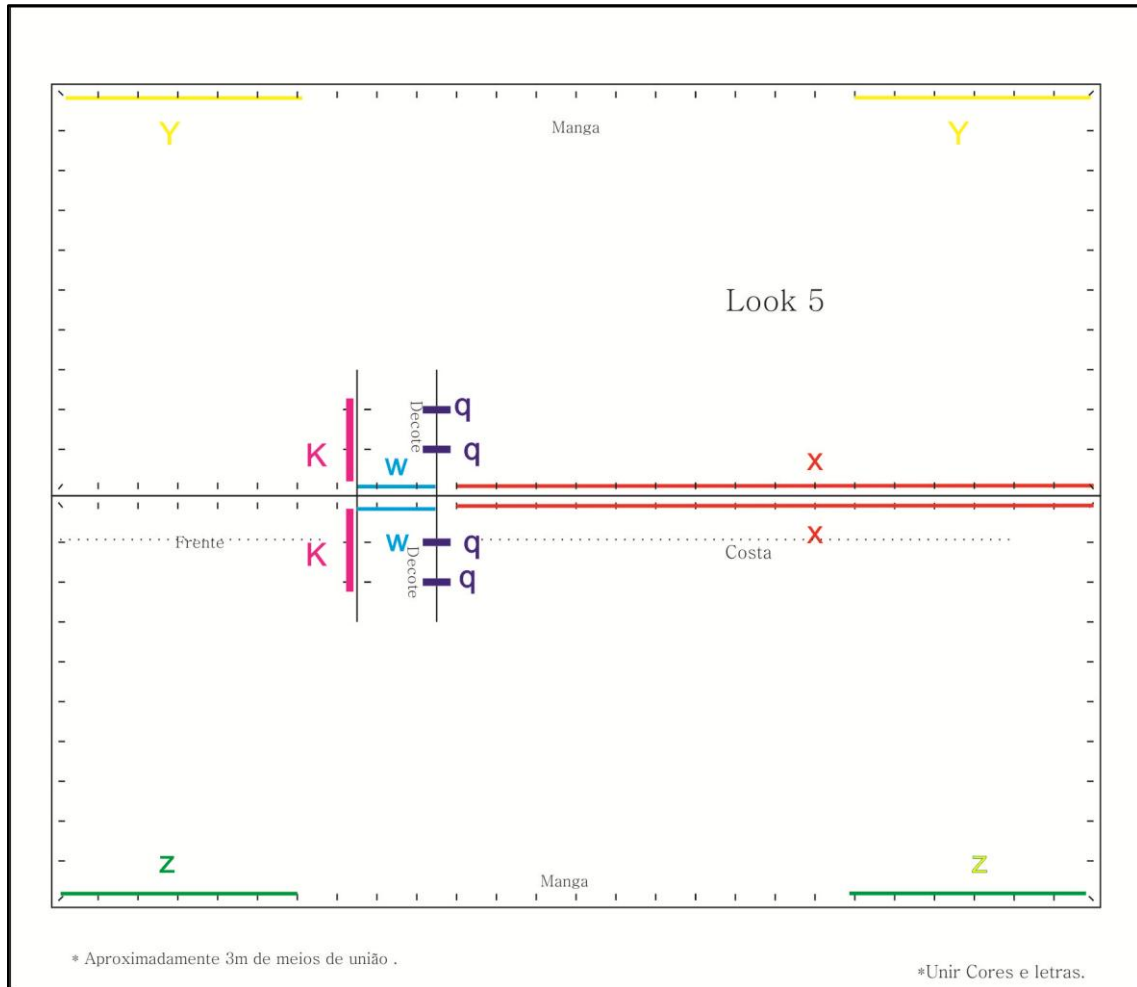 Y
Manga
Y
Look 5
K
w
Decote
q
q
x
Frente
K
w
Decote
q
q
x
Costa
z
Manga
z
* Aproximadamente 3m de meios de união .
*Unir Cores e letras.